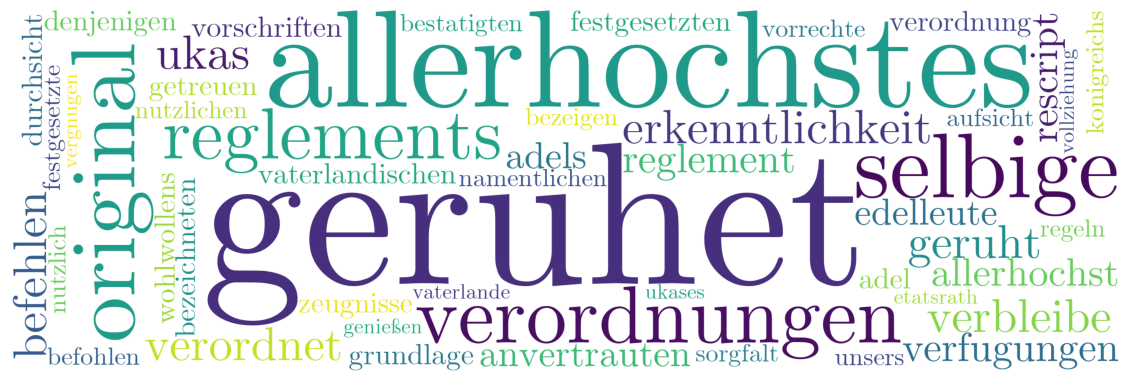 denjenigen
vorschriften
bestatigten
festgesetzten
vorrechte
verordnung
rescript
konigreichs
durchsicht
original
ukas
allerhochstes
vollziehung
festgesetzte
vergnugen
getreuen
nutzlichen
bezeigen
erkenntlichkeit
aufsicht
reglements
adels
reglement
selbige
vaterlandischen
namentlichen
befehlen
nutzlich
wohlwollens
bezeichneten
geruhet
edelleute
geruht
regeln
adel
allerhochst
zeugnisse
vaterlande
ukases
etatsrath
genießen
verordnungen
verbleibe
befohlen
verordnet
grundlage
anvertrauten
sorgfalt
unsers
verfugungen